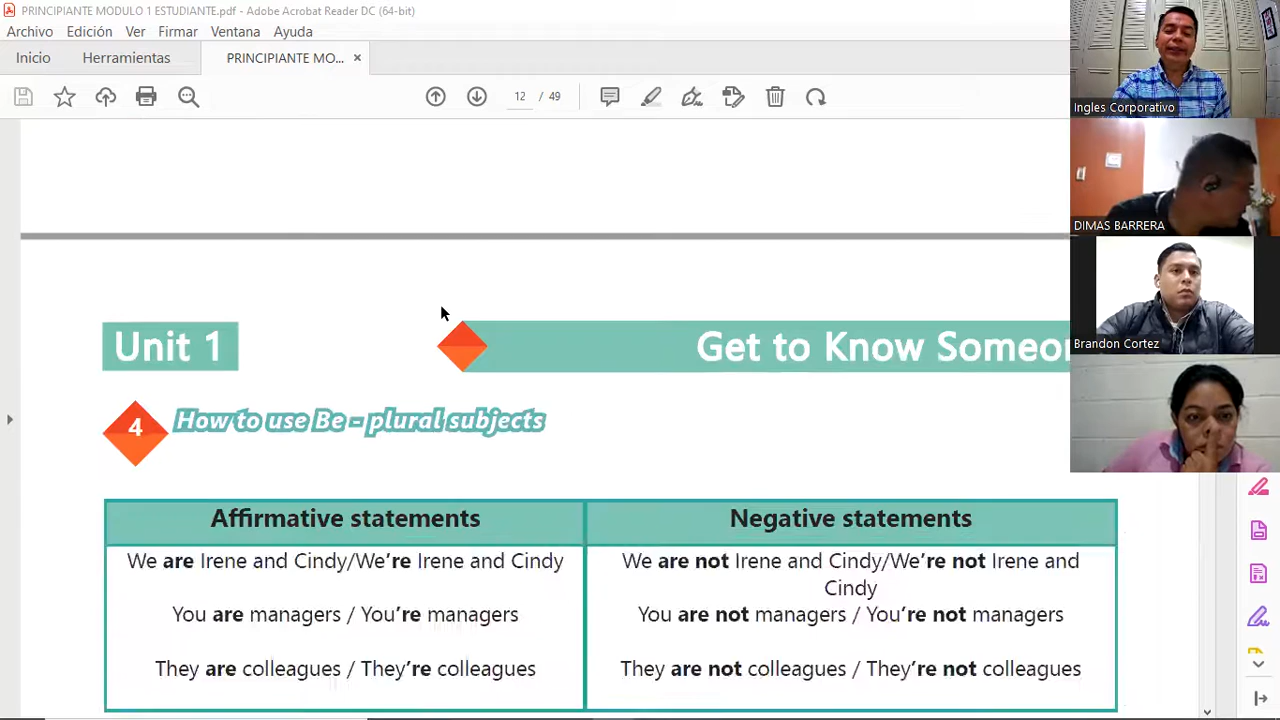 PRINCIPIANTE MODULO 1 ESTUDIANTE.pdf - Adobe Acrobat Reader DC (64-bit)
Archivo Edición Ver Firmar Ventana Ayuda
Inicio Herramientas PRINCIPIANTE MO... ×
12 / 49
Ingles Corporativo
DIMAS BARRERA
Brandon Cortez
Unit 1
Get to Know Someo
4 How to use Be - plural subjects
Affirmative statements
We are Irene and Cindy/We're Irene and Cindy
You are managers / You're managers
They are colleagues / They're colleagues
Negative statements
We are not Irene and Cindy/We're not Irene and
Cindy
You are not managers / You're not managers
They are not colleagues / They're not colleagues